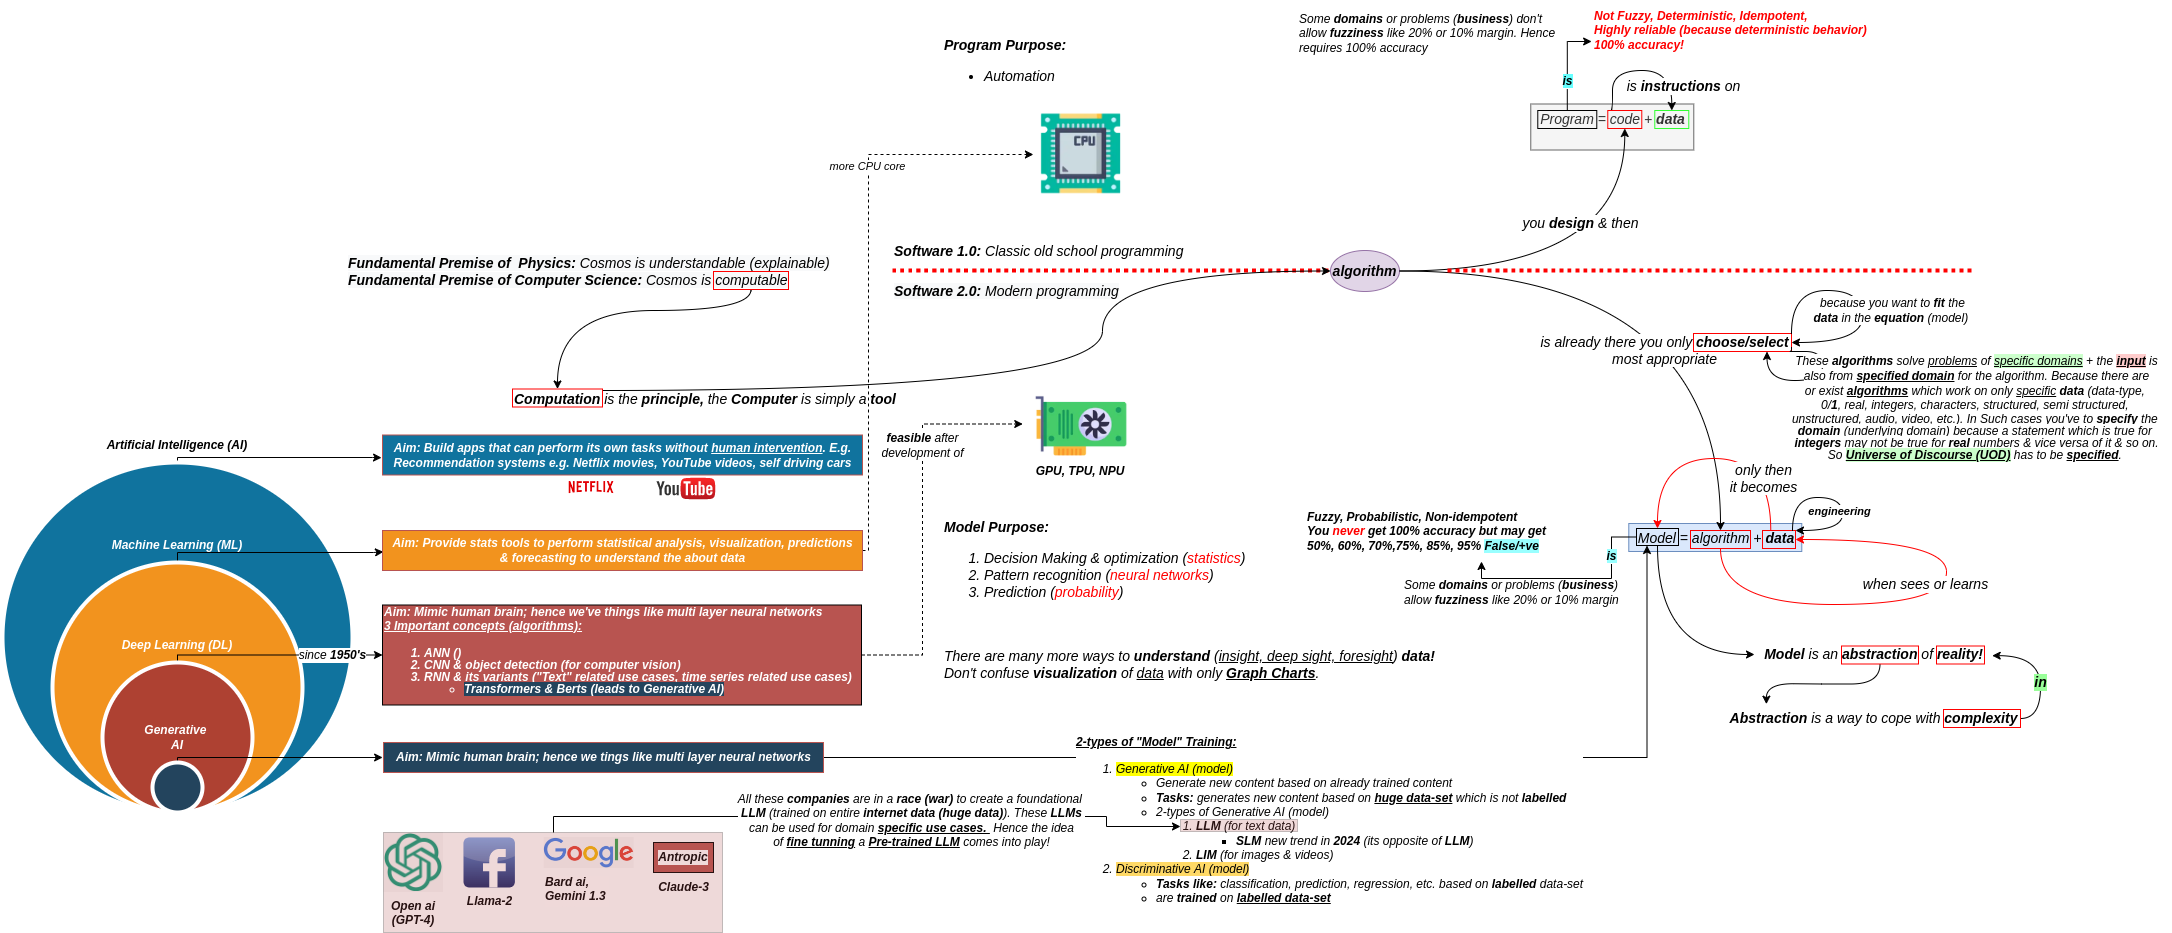 Some domains or problems (business) don't
allow fuzziness like 20% or 10% margin. Hence
requires 100% accuracy
Not Fuzzy, Deterministic, Idempotent,
Highly reliable (because deterministic behavior)
100% accuracy!
Program Purpose:
• Automation
is
is instructions on
Program = code + data
CPU
more CPU core
you design & then
Software 1.0: Classic old school programming
algorithm
Software 2.0: Modern programming
Fundamental Premise of Physics: Cosmos is understandable (explainable)
Fundamental Premise of Computer Science: Cosmos is computable
Computation is the principle, the Computer is simply a tool
because you want to fit the
data in the equation (model)
is already there you only choose/select
most appropriate
These algorithms solve problems of specific domains + the input is
also from specified domain for the algorithm. Because there are
or exist algorithms which work on only specific data (data-type,
0/1, real, integers, characters, structured, semi structured,
unstructured, audio, video, etc.). In Such cases you've to specify the
domain (underlying domain) because a statement which is true for
integers may not be true for real numbers & vice versa of it & so on.
So Universe of Discourse (UOD) has to be specified.
feasible after
development of
GPU, TPU, NPU
Artificial Intelligence (AI)
Aim: Build apps that can perform its own tasks without human intervention. E.g.
Recommendation systems e.g. Netflix movies, YouTube videos, self driving cars
NETFLIX
YouTube
only then
it becomes
engineering
Fuzzy, Probabilistic, Non-idempotent
You never get 100% accuracy but may get
50%, 60%, 70%,75%, 85%, 95% False/+ve
is
Model = algorithm + data
Some domains or problems (business)
allow fuzziness like 20% or 10% margin
when sees or learns
Machine Learning (ML)
Aim: Provide stats tools to perform statistical analysis, visualization, predictions
& forecasting to understand the about data
Model Purpose:
1. Decision Making & optimization (statistics)
2. Pattern recognition (neural networks)
3. Prediction (probability)
Deep Learning (DL)
since 1950's
Aim: Mimic human brain; hence we've things like multi layer neural networks
3 Important concepts (algorithms):
1. ANN ()
2. CNN & object detection (for computer vision)
3. RNN & its variants ("Text" related use cases, time series related use cases)
Transformers & Berts (leads to Generative AI)
There are many more ways to understand (insight, deep sight, foresight) data!
Don't confuse visualization of data with only Graph Charts.
Model is an abstraction of reality!
in
Abstraction is a way to cope with complexity
Generative
AI
Aim: Mimic human brain; hence we tings like multi layer neural networks
2-types of "Model" Training:
1. Generative AI (model)
Generate new content based on already trained content
Tasks: generates new content based on huge data-set which is not labelled
2-types of Generative AI (model)
1. LLM (for text data)
SLM new trend in 2024 (its opposite of LLM)
2. LIM (for images & videos)
2. Discriminative AI (model)
Tasks like: classification, prediction, regression, etc. based on labelled data-set
are trained on labelled data-set
All these companies are in a race (war) to create a foundational
LLM (trained on entire internet data (huge data)). These LLMs
can be used for domain specific use cases. Hence the idea
of fine tunning a Pre-trained LLM comes into play!
Google
Antropic
Open ai
(GPT-4)
Llama-2
Bard ai,
Gemini 1.3
Claude-3